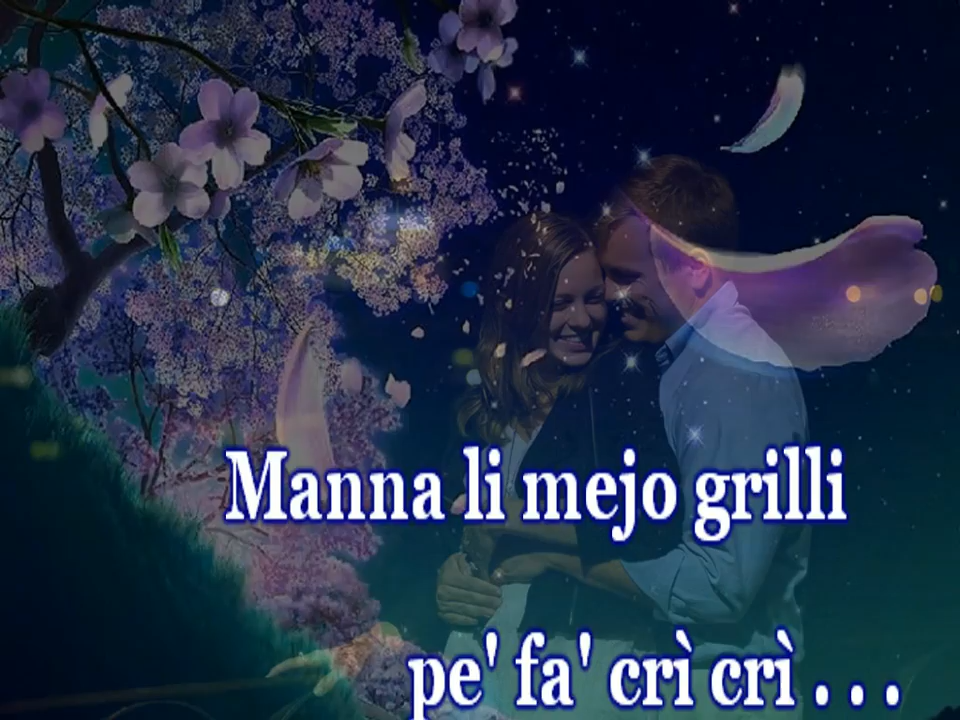 Manna li mejo grilli
pe' fa' crì crì . . .